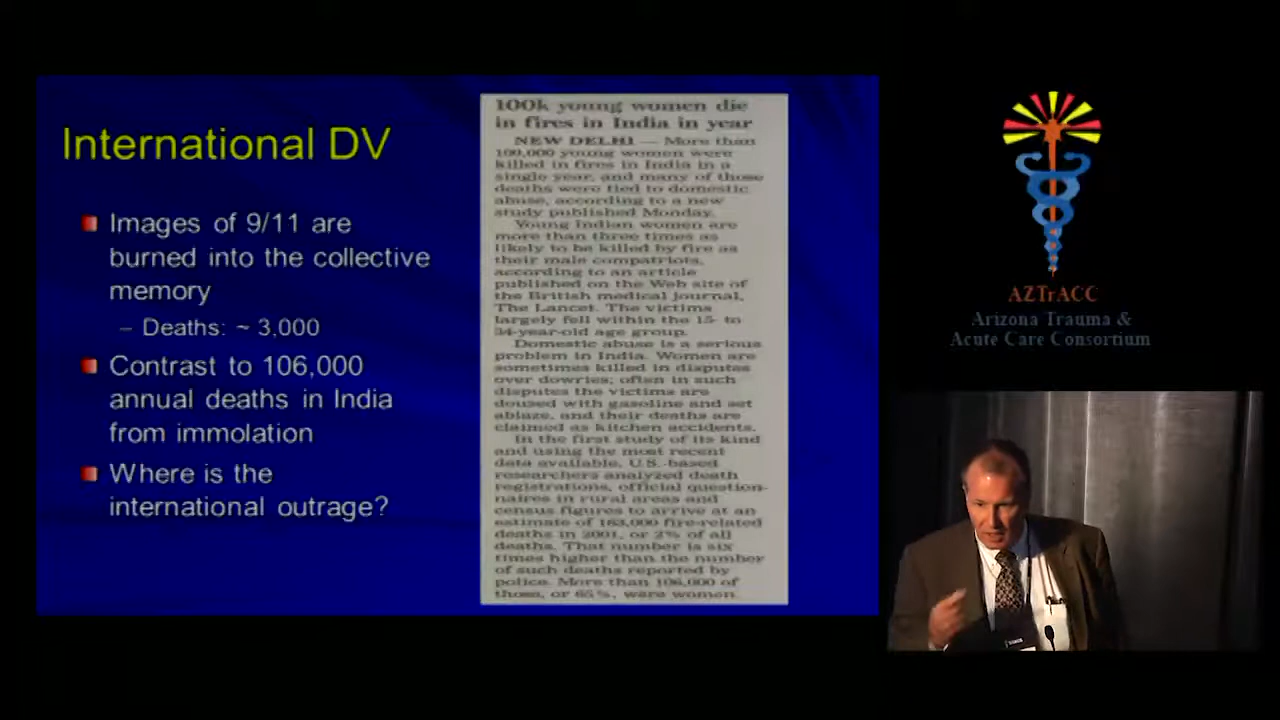 International DV
Images of 9/11 are
burned into the collective
memory
– Deaths: ~ 3,000
Contrast to 106,000
annual deaths in India
from immolation
Where is the
international outrage?
100k young women die
in fires in India in year
NEW DELHI — More than
100,000 young women were
killed in fires in India in a
single year, and many of those
deaths were tied to domestic
abuse, according to a new
study published Monday.
Young Indian women are
more than three times as
likely to be killed by fire as
their male compatriots,
according to an article
published on the Web site of
the British medical journal,
The Lancet. The victims
largely fell within the 15- to
34-year-old age group.
Domestic abuse is a serious
problem in India. Women are
sometimes killed in disputes
over dowries; often in such
disputes the victims are
doused with gasoline and set
ablaze, and their deaths are
claimed as kitchen accidents.
In the first study of its kind
and using the most recent
data available, U.S.-based
researchers analyzed death
registrations, official question-
naires in rural areas and
census figures to arrive at an
estimate of 163,000 fire-related
deaths in 2001, or 2% of all
deaths. That number is six
times higher than the number
of such deaths reported by
police. More than 106,000 of
those, or 65%, were women
AZTrACC
Arizona Trauma &
Acute Care Consortium